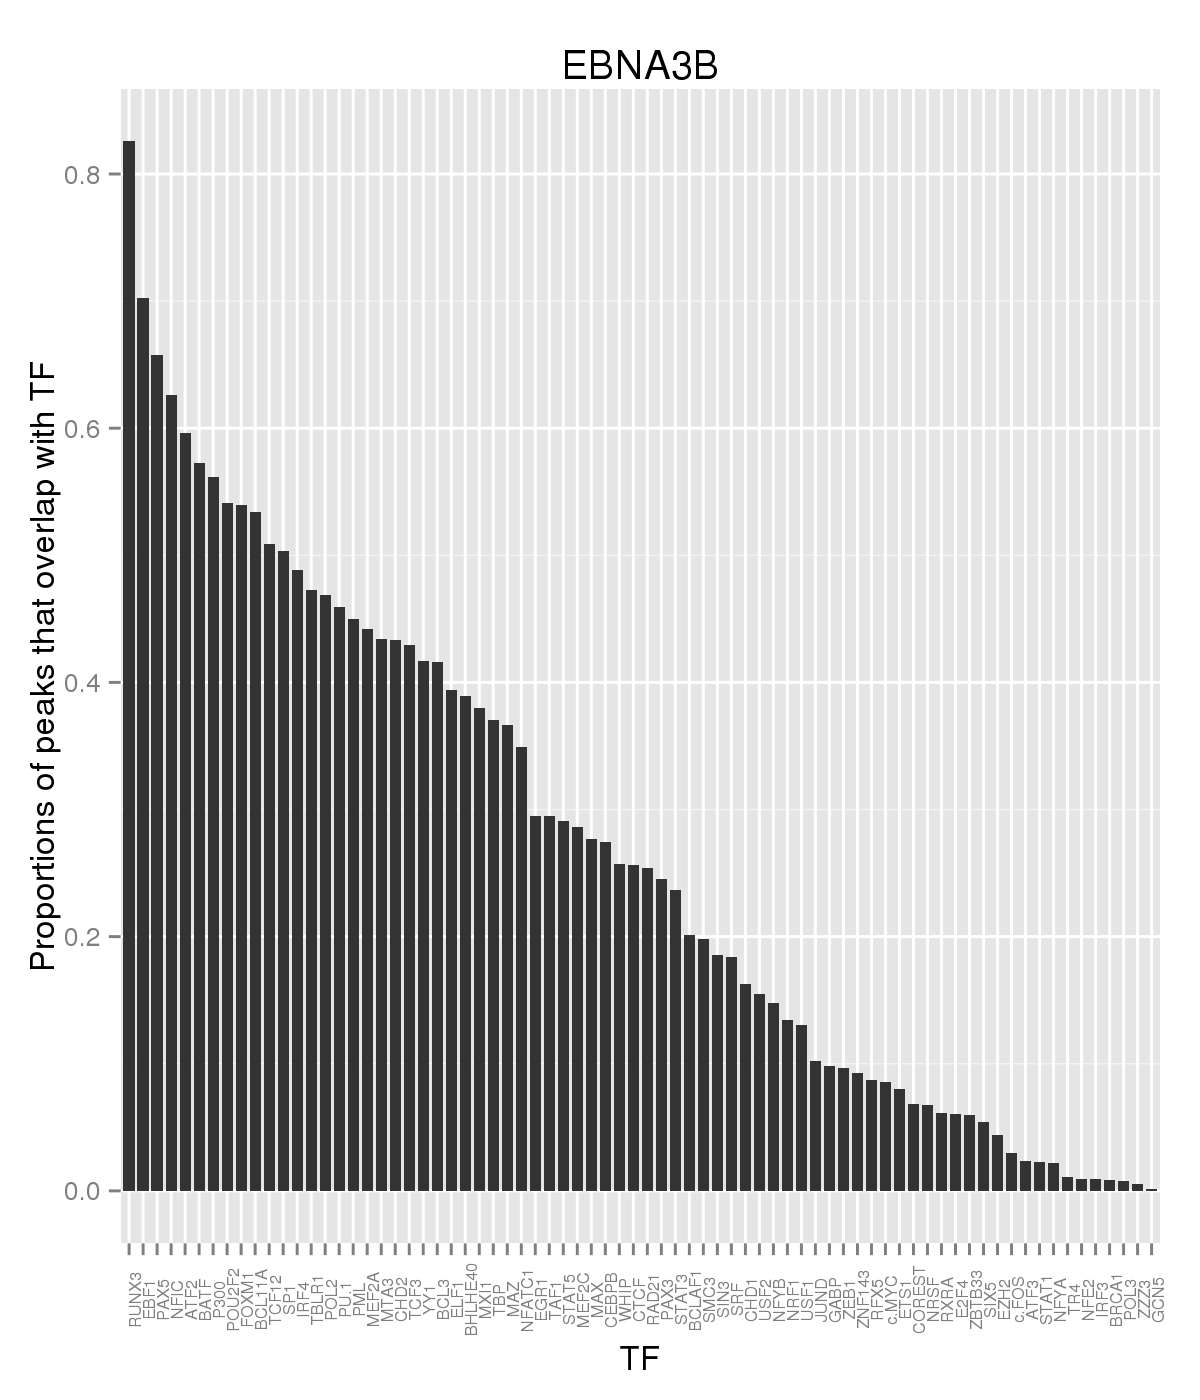 EBNA3B
Proportions of peaks that overlap with TF
0.8
0.6
0.4
0.2
0.0
RUNX3
EBF1
PAX5
NFIC
ATF2
BATF
P300
POU2F2
FOXM1
BCL11A
TCF12
SP1
IRF4
TBLR1
POL2
PU.1
PML
MEF2A
MTA3
CHD2
TCF3
YY1
BCL3
ELF1
BHLHE40
MXI1
TBP
MAZ
NFATC1
EGR1
TAF1
STAT5
MEF2C
MAX
CEBPB
WHIP
CTCF
RAD21
PAX3
STAT3
BCLAF1
SMC3
SIN3
SRF
CHD1
USF2
NFYB
NRF1
USF1
JUND
GABP
ZEB1
ZNF143
RFX5
c.MYC
ETS1
COREST
NRSF
RXRA
E2F4
ZBTB33
SIX5
EZH2
c.FOS
ATF3
STAT1
NFYA
TR4
NFE2
IRF3
BRCA1
POL3
ZZZ3
GCN5
TF